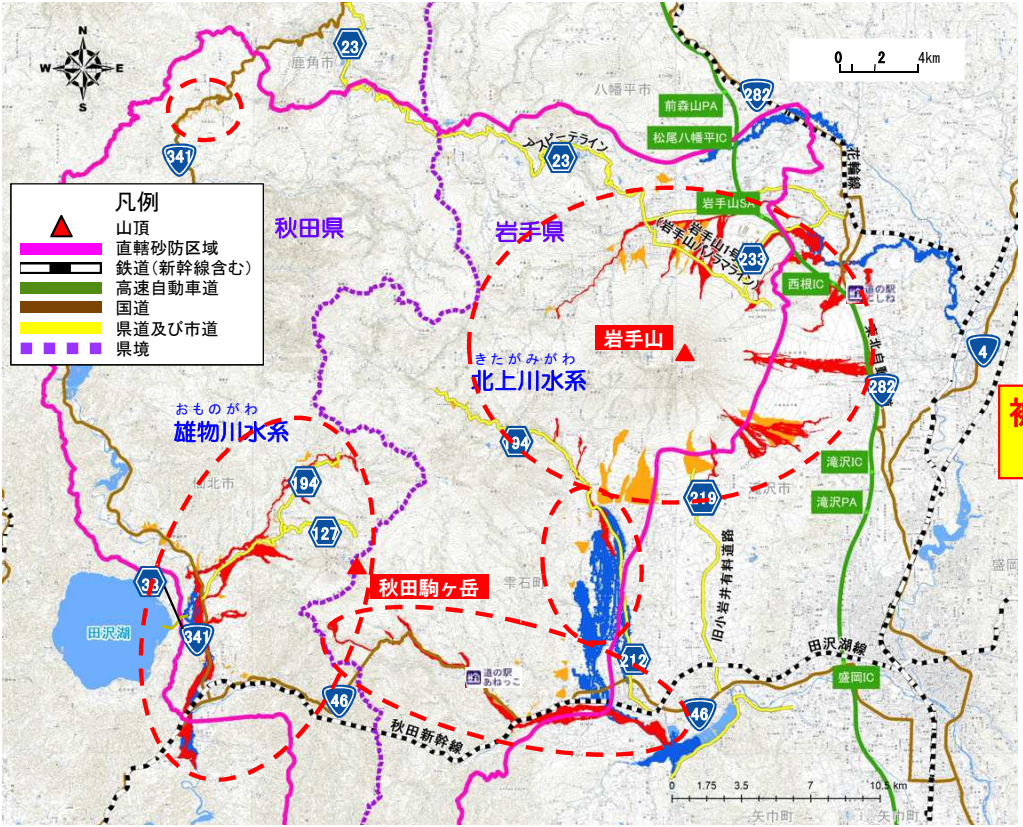 N
W E
S
23
鹿角市
0 2 4km
八幡平市
282
前森山PA
松尾八幡平IC
アスピーテライン
23
花輪線
341
凡例
山頂
直轄砂防区域
鉄道(新幹線含む)
高速自動車道
国道
県道及び市道
県境
秋田県
岩手県
岩手山SA
岩手山1号
(岩手山パノラマライン)
233
西根IC
道の駅
にしね
岩手山
4
東北自動
282
きたかみがわ
北上川水系
おものがわ
雄物川水系
194
滝沢IC
仙北市
194
219
滝沢市
滝沢PA
127
旧小岩井有料道路
盛岡
秋田駒ヶ岳
雫石町
38
田沢湖
341
田沢湖線
212
道の駅
あねっこ
盛岡IC
46
46
秋田新幹線
0 1.75 3.5 7 10.5 km
矢巾町
矢巾町